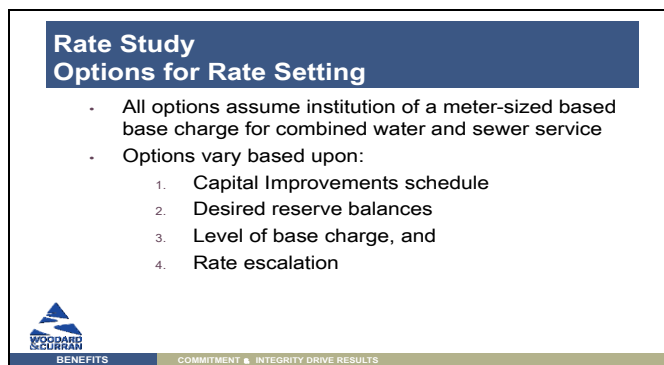 Rate Study
Options for Rate Setting
• All options assume institution of a meter-sized based
base charge for combined water and sewer service
• Options vary based upon:
1. Capital Improvements schedule
2. Desired reserve balances
3. Level of base charge, and
4. Rate escalation
WOODARD
&CURRAN
BENEFITS COMMITMENT & INTEGRITY DRIVE RESULTS